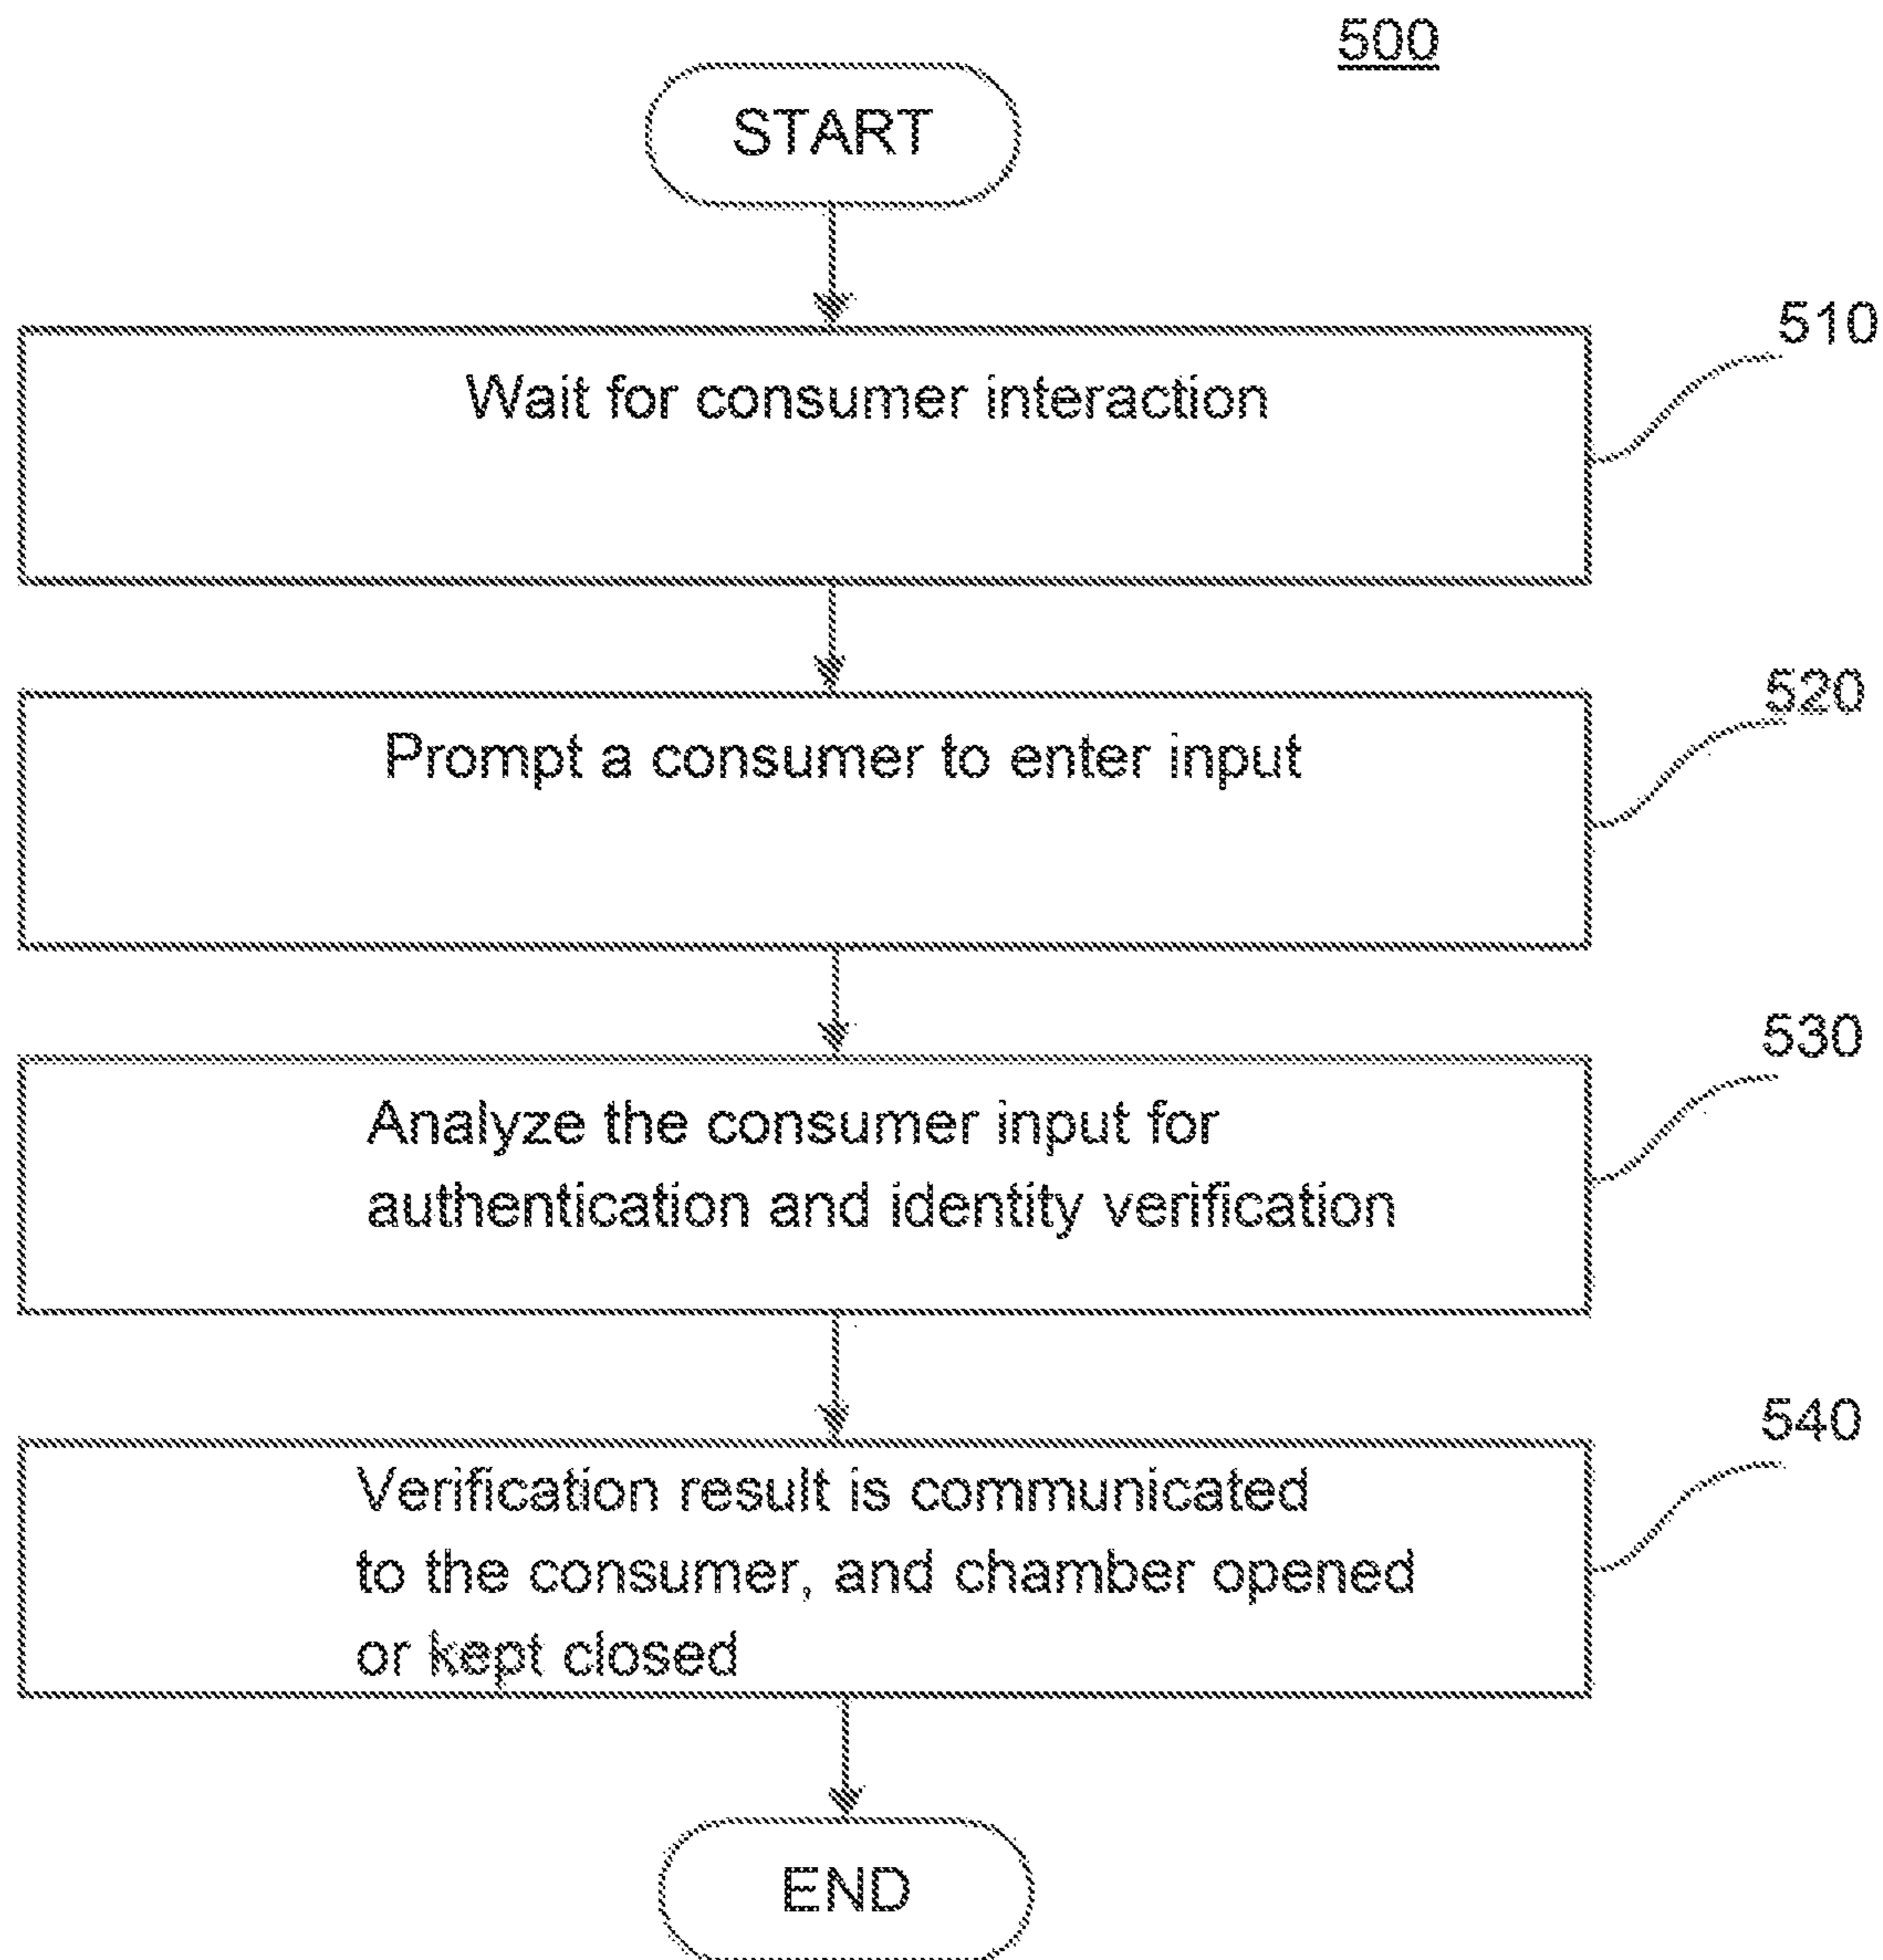 500
START
510
Wait for consumer interaction
520
Prompt a consumer to enter input
530
Analyze the consumer input for
authentication and identity verification
540
Verification result is communicated
to the consumer, and chamber opened
or kept closed
END